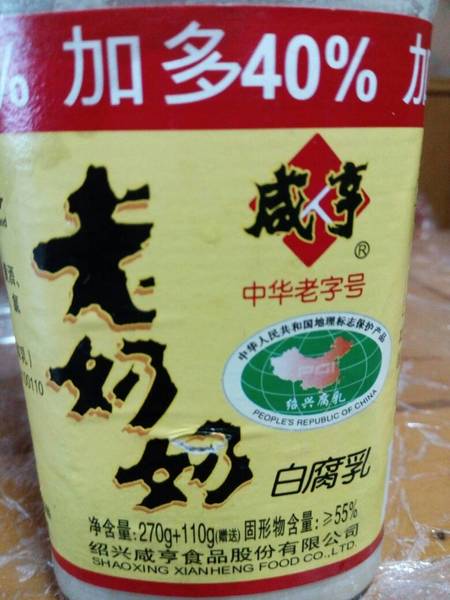 % 加多40% 加
咸亨
®
中华老字号
老奶奶
中华人民共和国地理标志保护产品
PGI
绍兴腐乳
PEOPLE'S REPUBLIC OF CHINA
白腐乳
净含量:270g+110g(赠送) 固形物含量:≥55%
绍兴咸亨食品股份有限公司
SHAOXING XIANHENG FOOD CO.,LTD.